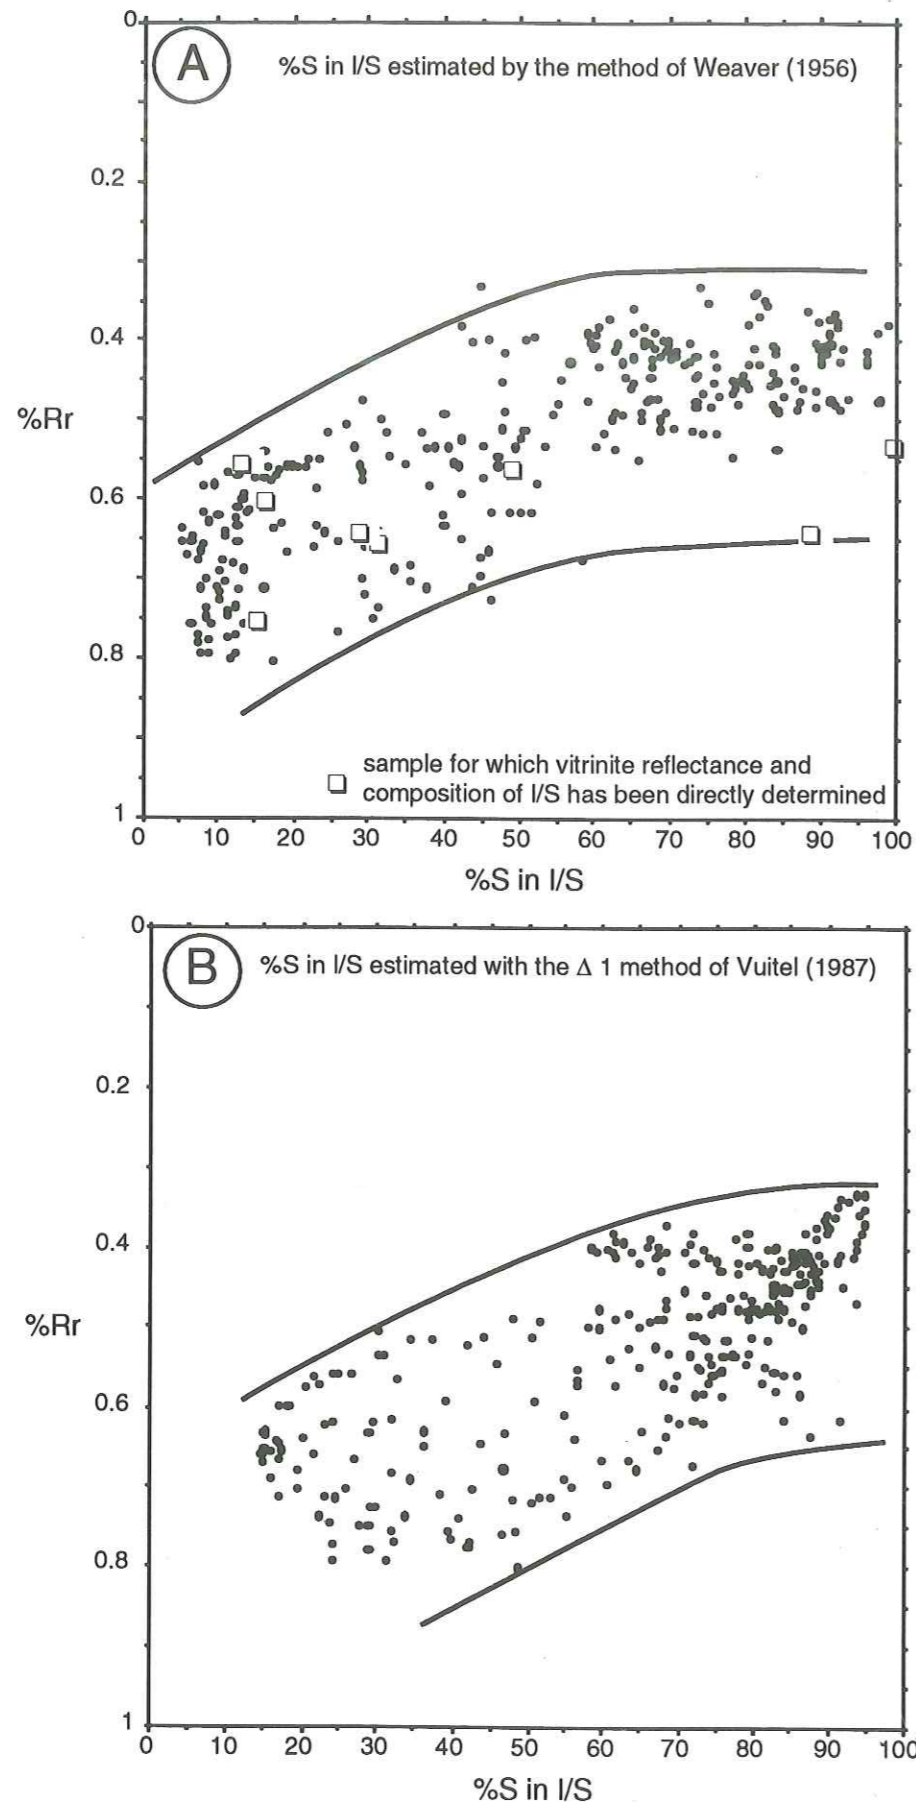 0
A
%S in I/S estimated by the method of Weaver (1956)
0.2
0.4
%Rr
0.6
0.8
sample for which vitrinite reflectance and
composition of I/S has been directly determined
1
0 10 20 30 40 50 60 70 80 90 100
%S in I/S
0
B
%S in I/S estimated with the Δ 1 method of Vuitel (1987)
0.2
0.4
%Rr
0.6
0.8
1
0 10 20 30 40 50 60 70 80 90 100
%S in I/S